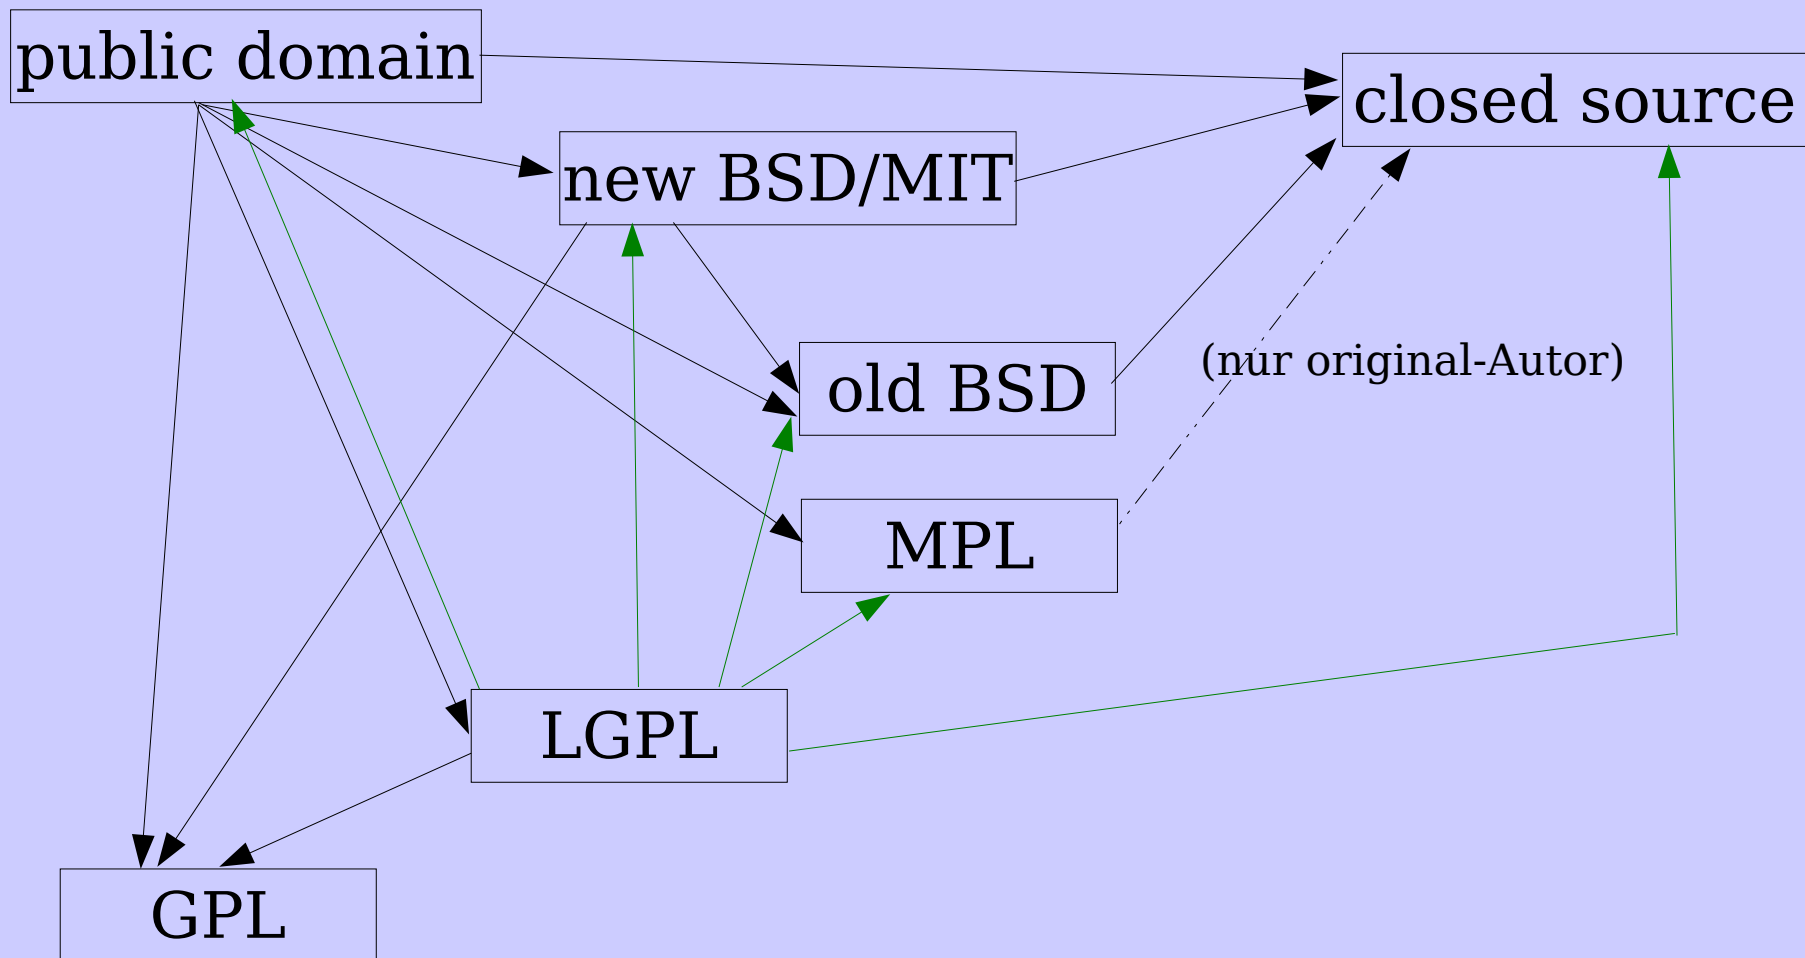 public domain
closed source
new BSD/MIT
old BSD
(nur original-Autor)
MPL
LGPL
GPL